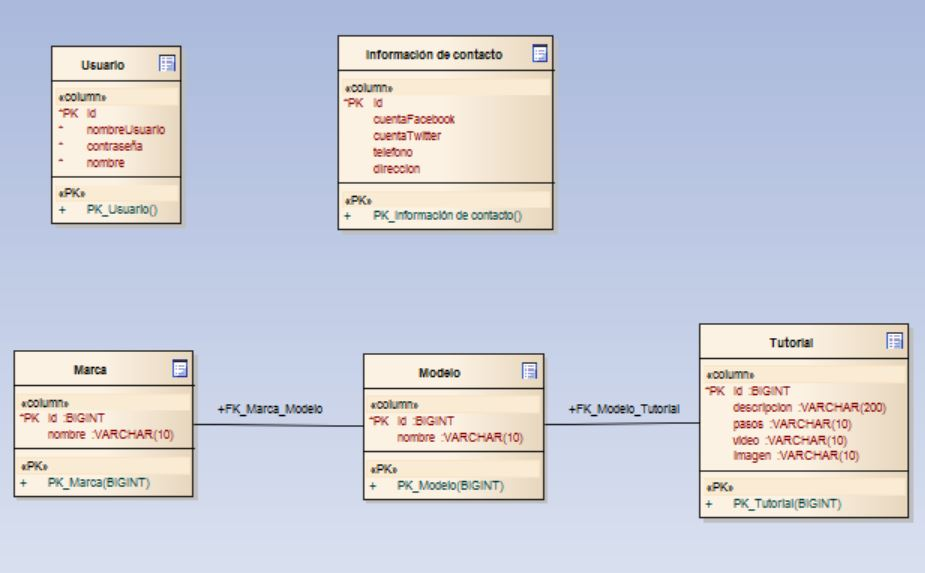 Usuario
«column»
*PK id
* nombreUsuario
* contraseña
* nombre
«PK»
+ PK_Usuario()
Información de contacto
«column»
*PK id
cuentaFacebook
cuentaTwitter
telefono
direccion
«PK»
+ PK_Información de contacto()
Marca
«column»
*PK id :BIGINT
nombre :VARCHAR(10)
«PK»
+ PK_Marca(BIGINT)
+FK_Marca_Modelo
Modelo
«column»
*PK id :BIGINT
nombre :VARCHAR(10)
«PK»
+ PK_Modelo(BIGINT)
+FK_Modelo_Tutorial
Tutorial
«column»
*PK id :BIGINT
descripcion :VARCHAR(200)
pasos :VARCHAR(10)
video :VARCHAR(10)
imagen :VARCHAR(10)
«PK»
+ PK_Tutorial(BIGINT)